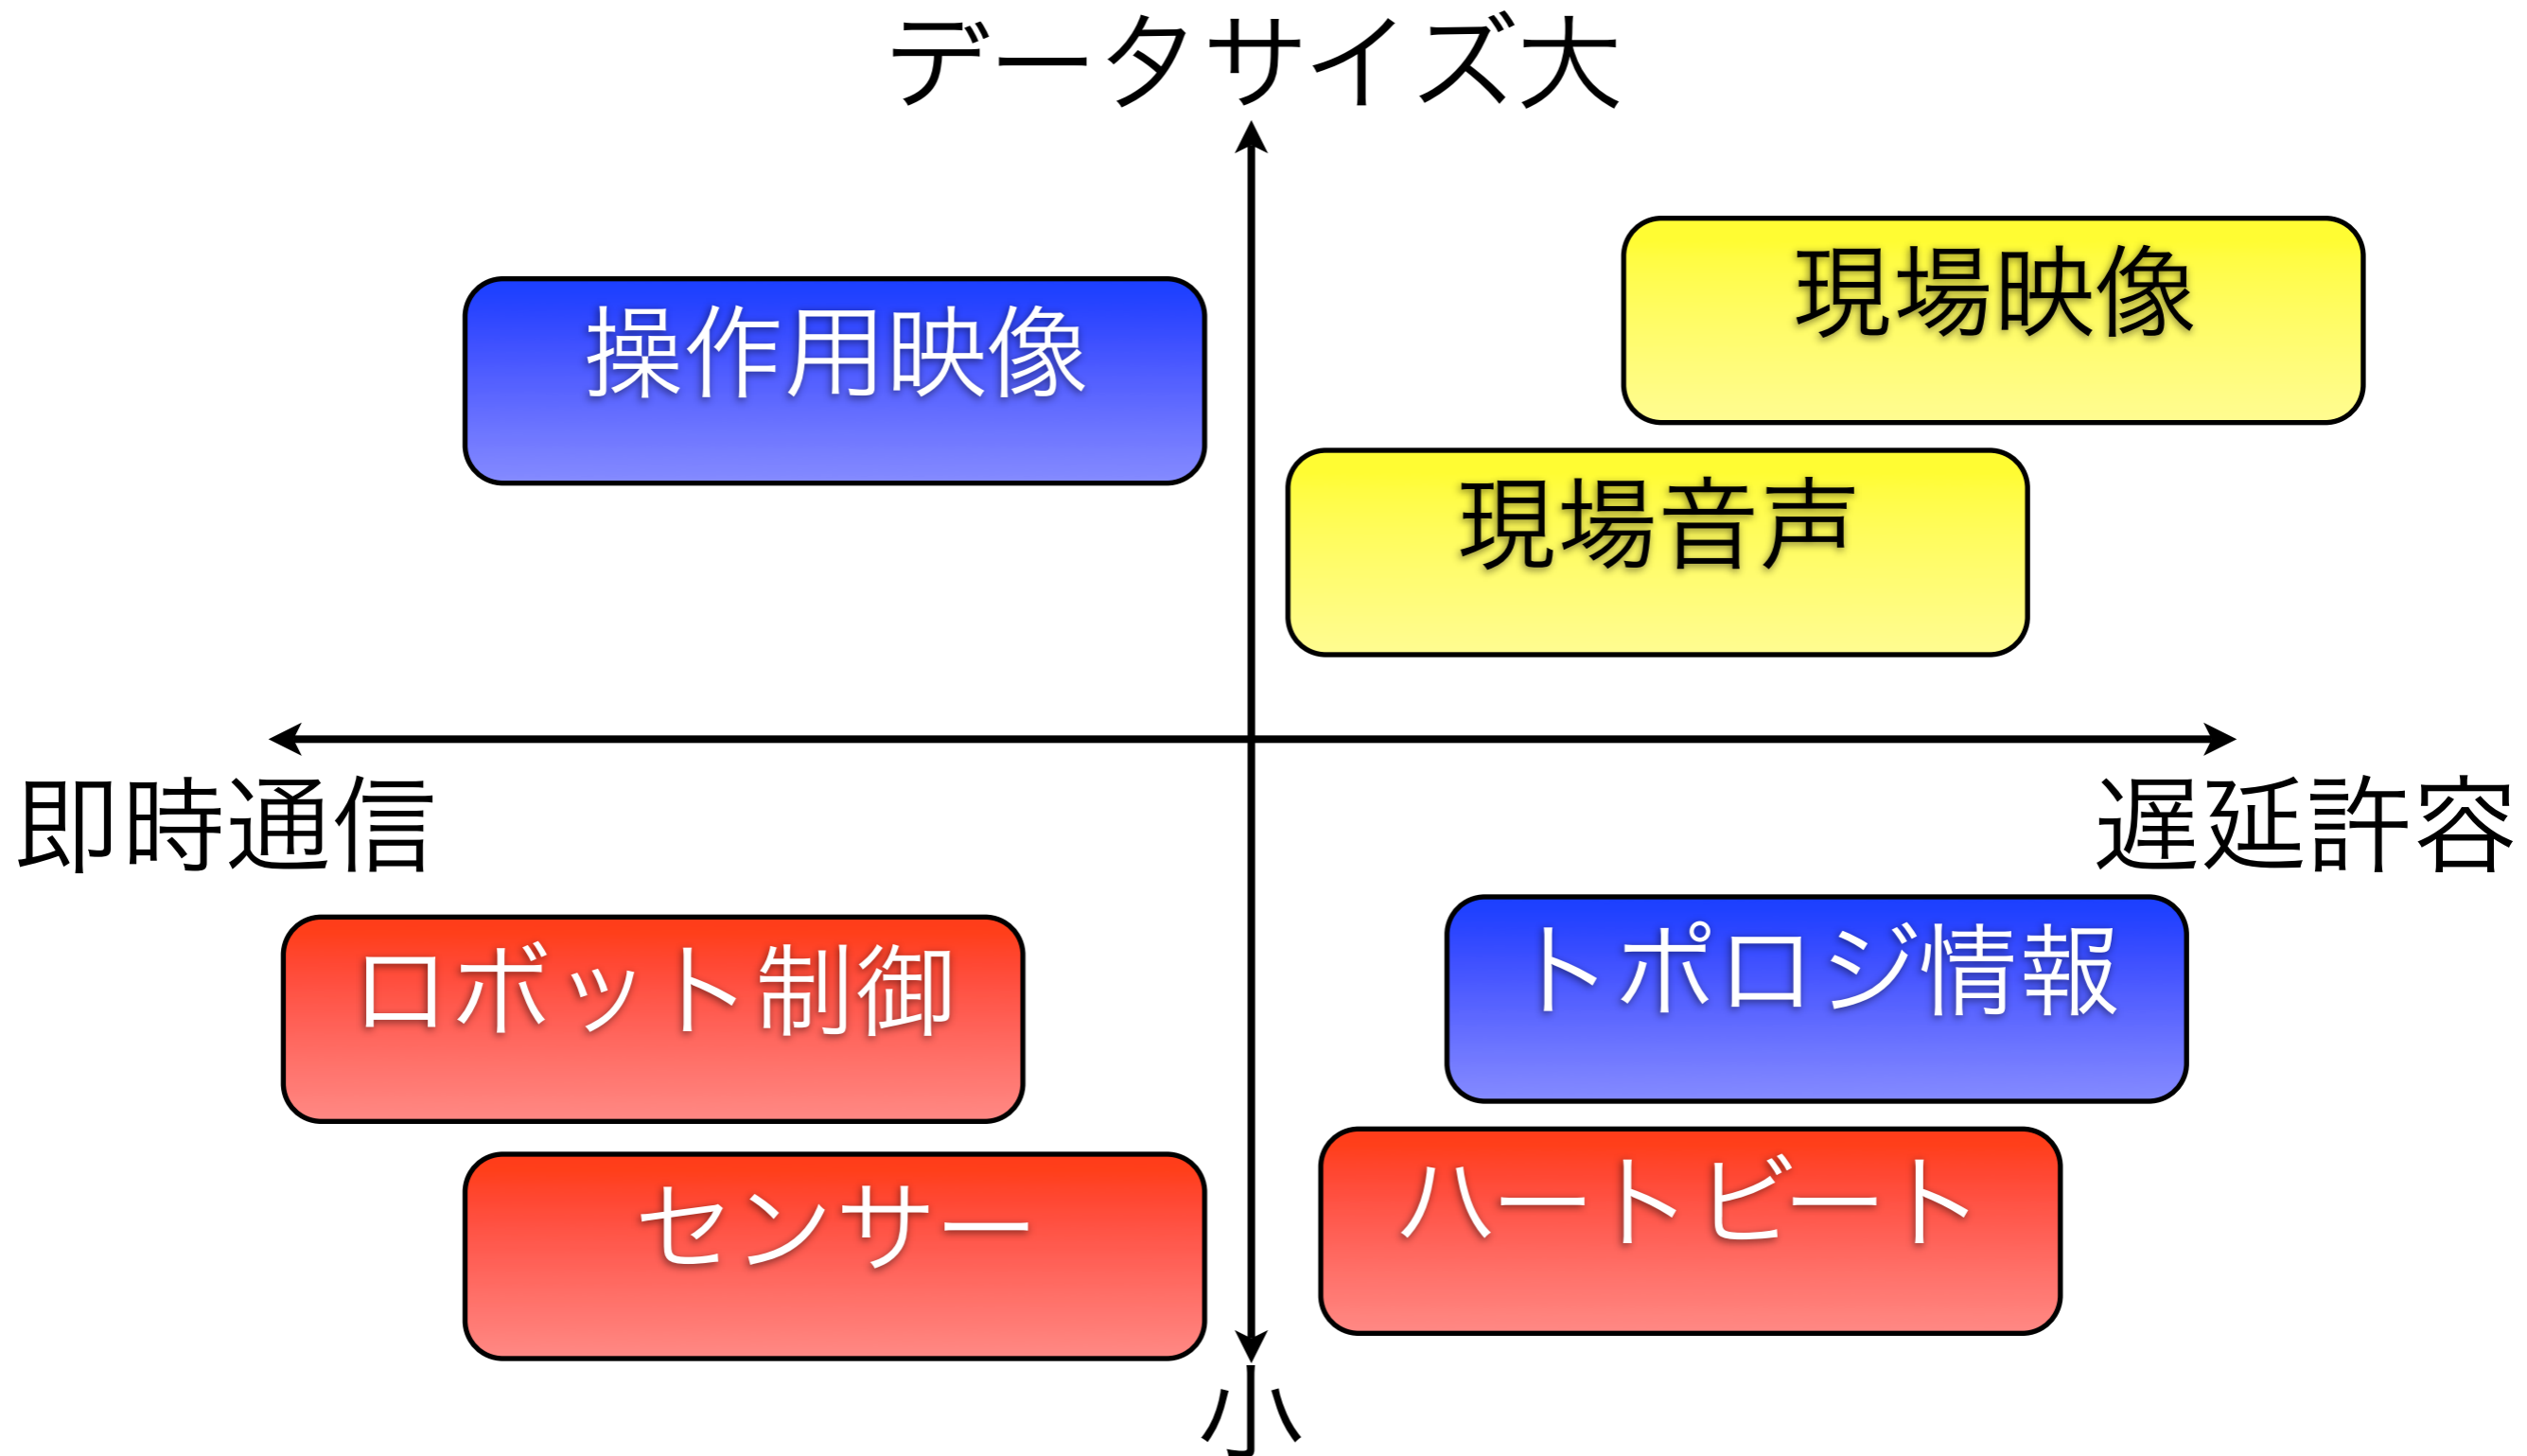 データサイズ大
現場映像
操作用映像
現場音声
即時通信
遅延許容
トポロジ情報
ロボット制御
ハートビート
センサー
小